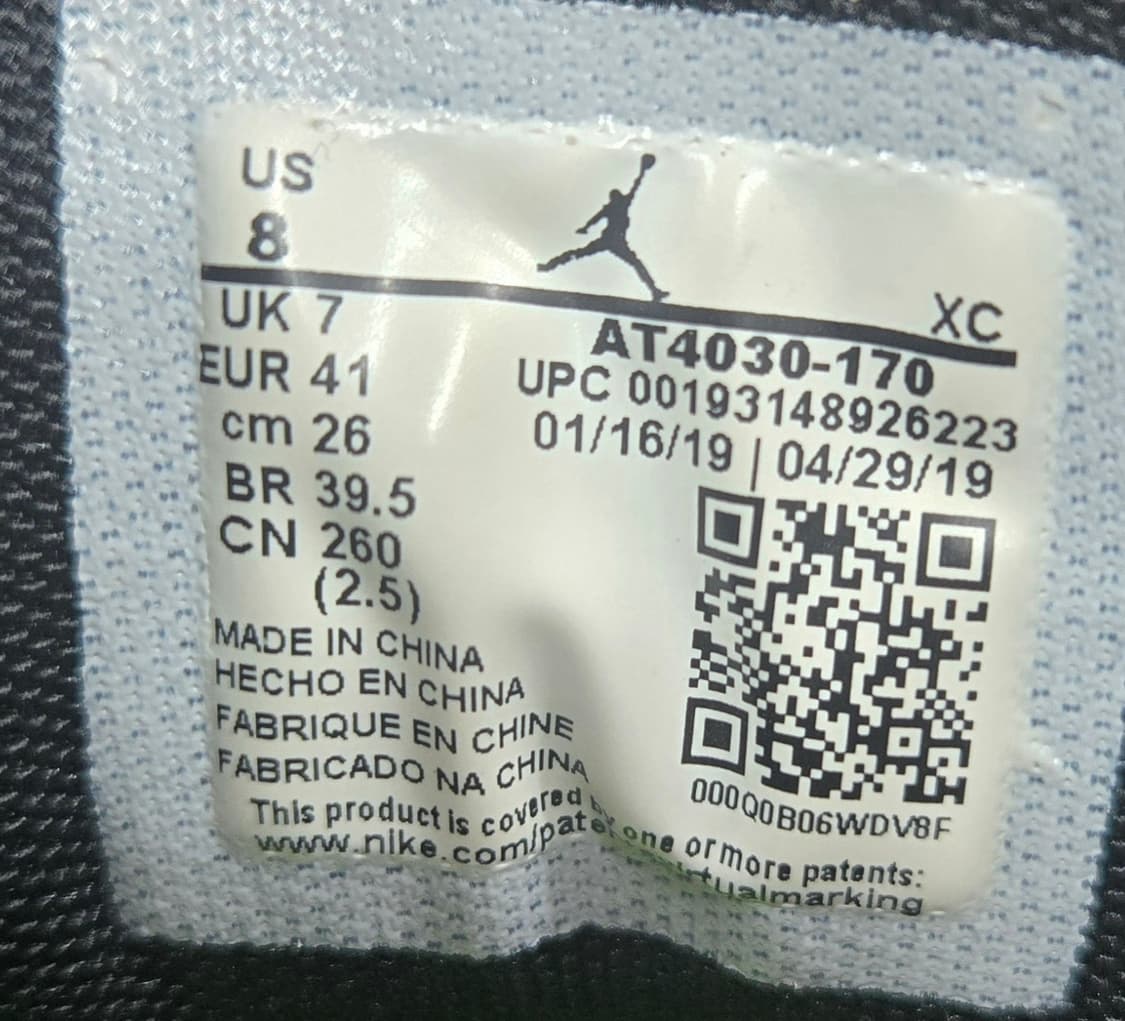 US
8
XC
UK 7
EUR 41
cm 26
BR 39.5
CN 260
(2.5)
AT4030-170
UPC 00193148926223
01/16/19 | 04/29/19
MADE IN CHINA
HECHO EN CHINA
FABRIQUE EN CHINE
FABRICADO NA CHINA
000Q0B06WDV8F
This product is covered by one or more patents:
www.nike.com/